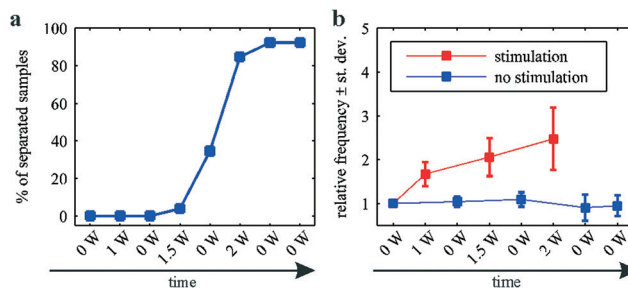 a
100
80
60
40
20
0
% of separated samples
0 W
1 W
0 W
1.5 W
0 W
2 W
0 W
0 W
time
b
5
4
3
2
1
relative frequency ± st. dev.
stimulation
no stimulation
0 W
1 W
0 W
1.5 W
0 W
2 W
0 W
0 W
time